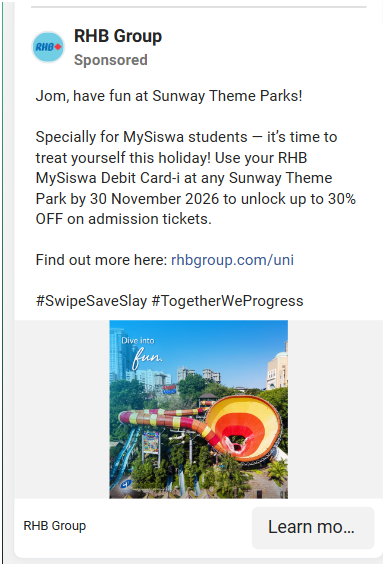 RHB
RHB Group
Sponsored
Jom, have fun at Sunway Theme Parks!
Specially for MySiswa students — it's time to
treat yourself this holiday! Use your RHB
MySiswa Debit Card-i at any Sunway Theme
Park by 30 November 2026 to unlock up to 30%
OFF on admission tickets.
Find out more here: rhbgroup.com/uni
#SwipeSaveSlay #TogetherWeProgress
Dive into
fun.
RHB Group
Learn mo...